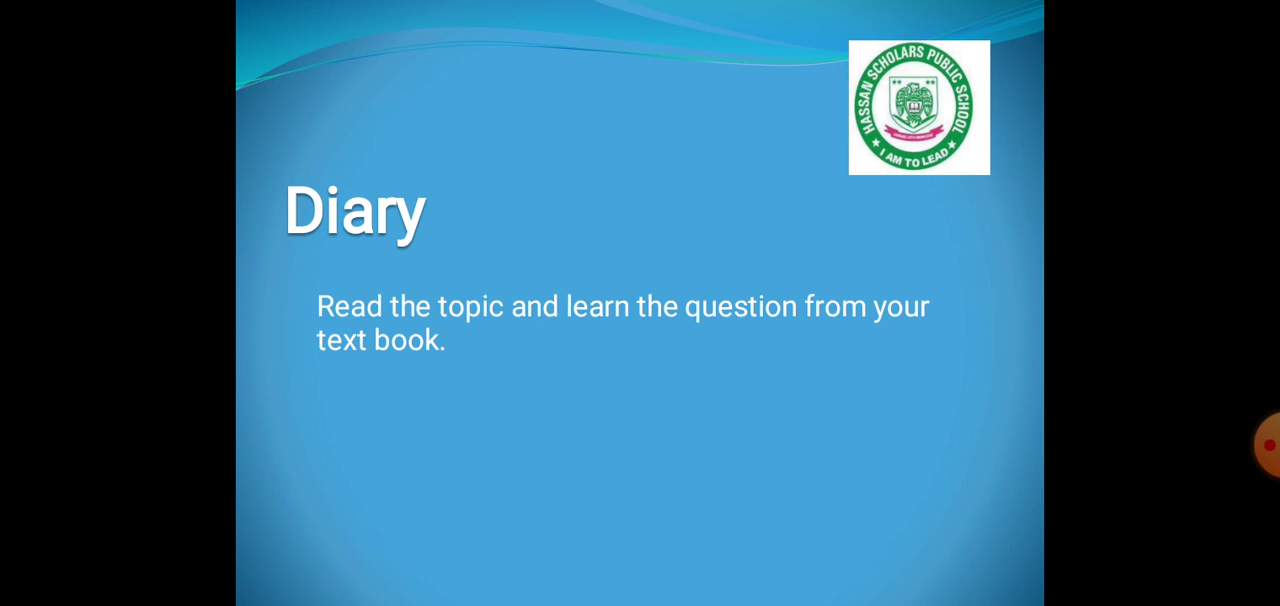 HASSAN SCHOLARS PUBLIC SCHOOL
I AM TO LEAD
Diary
Read the topic and learn the question from your
text book.